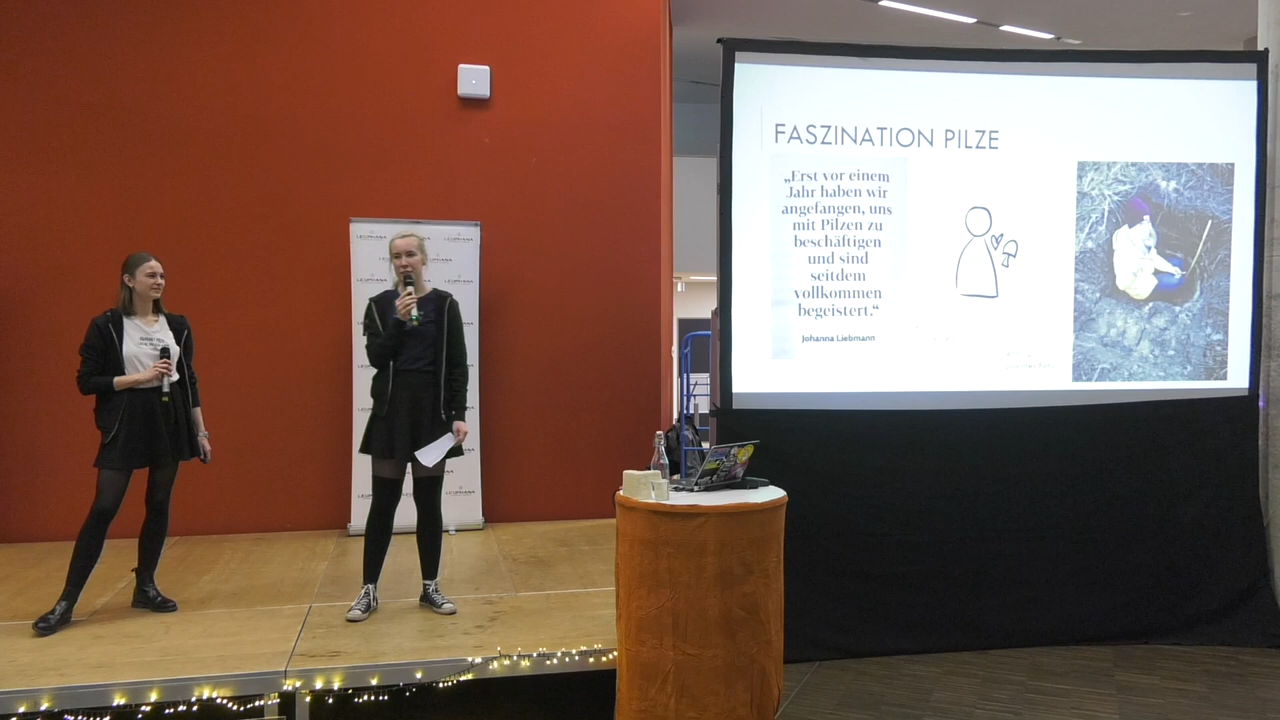 FASZINATION PILZE
„Erst vor einem
Jahr haben wir
angefangen, uns
mit Pilzen zu
beschäftigen
und sind
seitdem
vollkommen
begeistert.“
Johanna Liebmann
LEUPHANA